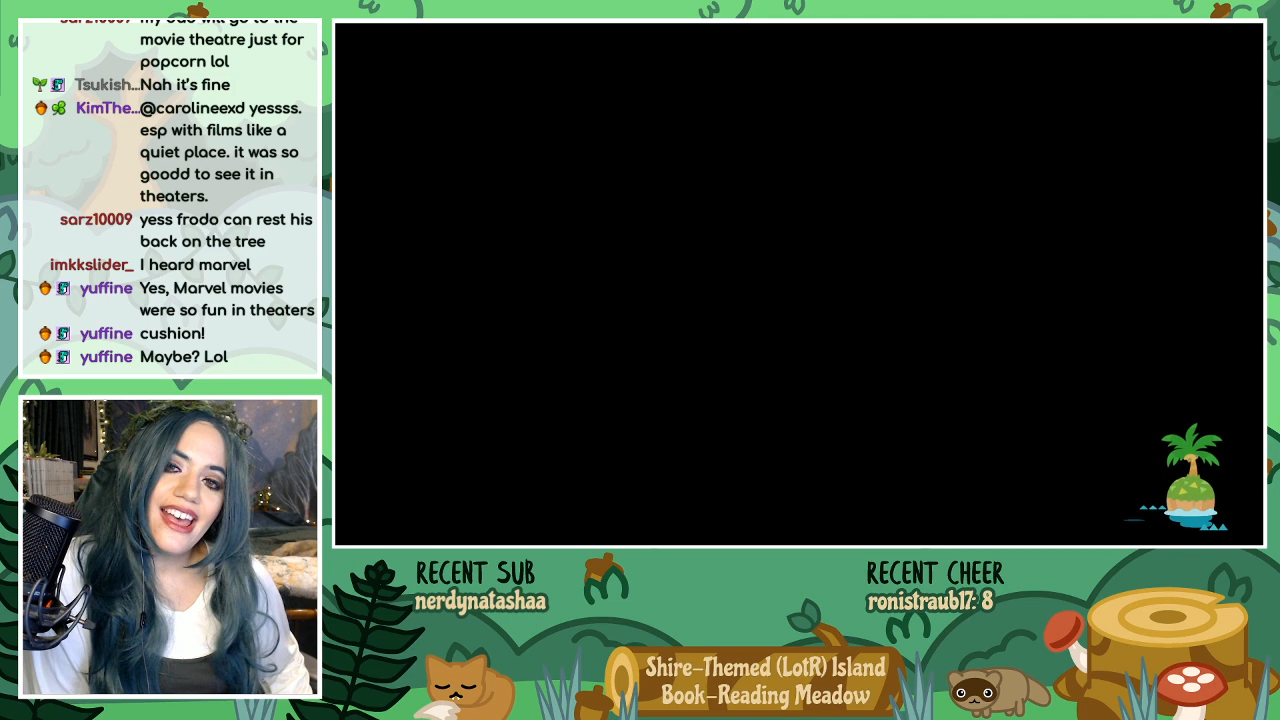 movie theatre just for
popcorn lol
Tsukish... Nah it's fine
KimThe... @carolineexd yessss.
esp with films like a
quiet place. it was so
goodd to see it in
theaters.
sarz10009 yess frodo can rest his
back on the tree
imkkslider_ I heard marvel
yuffine Yes, Marvel movies
were so fun in theaters
yuffine cushion!
yuffine Maybe? Lol
RECENT SUB
nerdynatashaa
RECENT CHEER
ronistraub17: 8
Shire-Themed (LotR) Island
Book-Reading Meadow